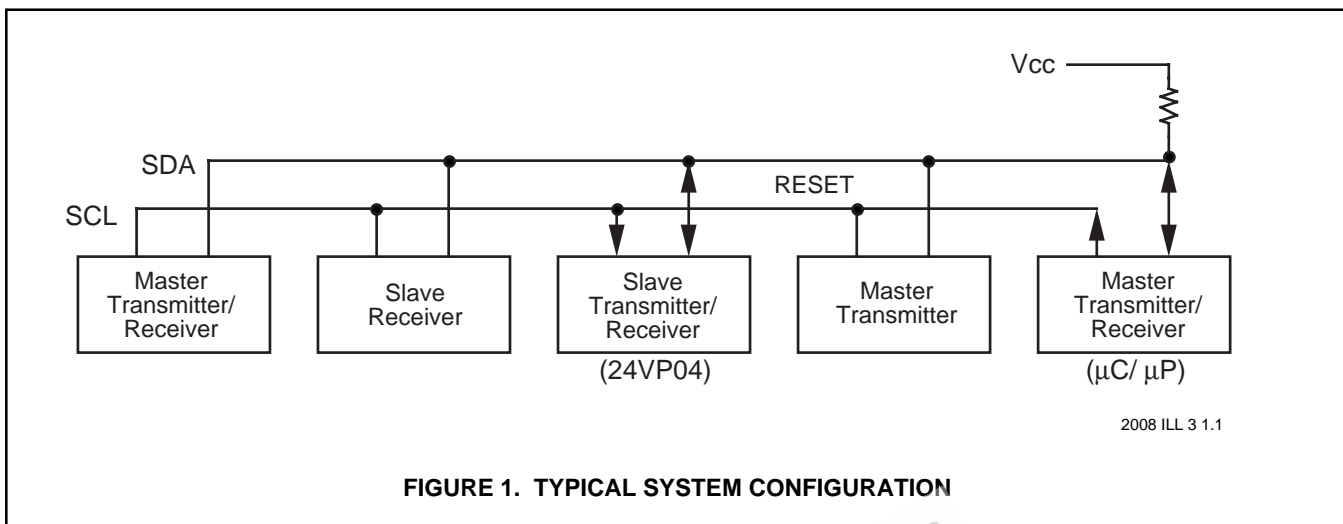 Vcc
SDA
RESET
SCL
Master
Transmitter/
Receiver
Slave
Receiver
Slave
Transmitter/
Receiver
(24VP04)
Master
Transmitter
Master
Transmitter/
Receiver
(μC/ μP)
2008 ILL 3 1.1
FIGURE 1. TYPICAL SYSTEM CONFIGURATION